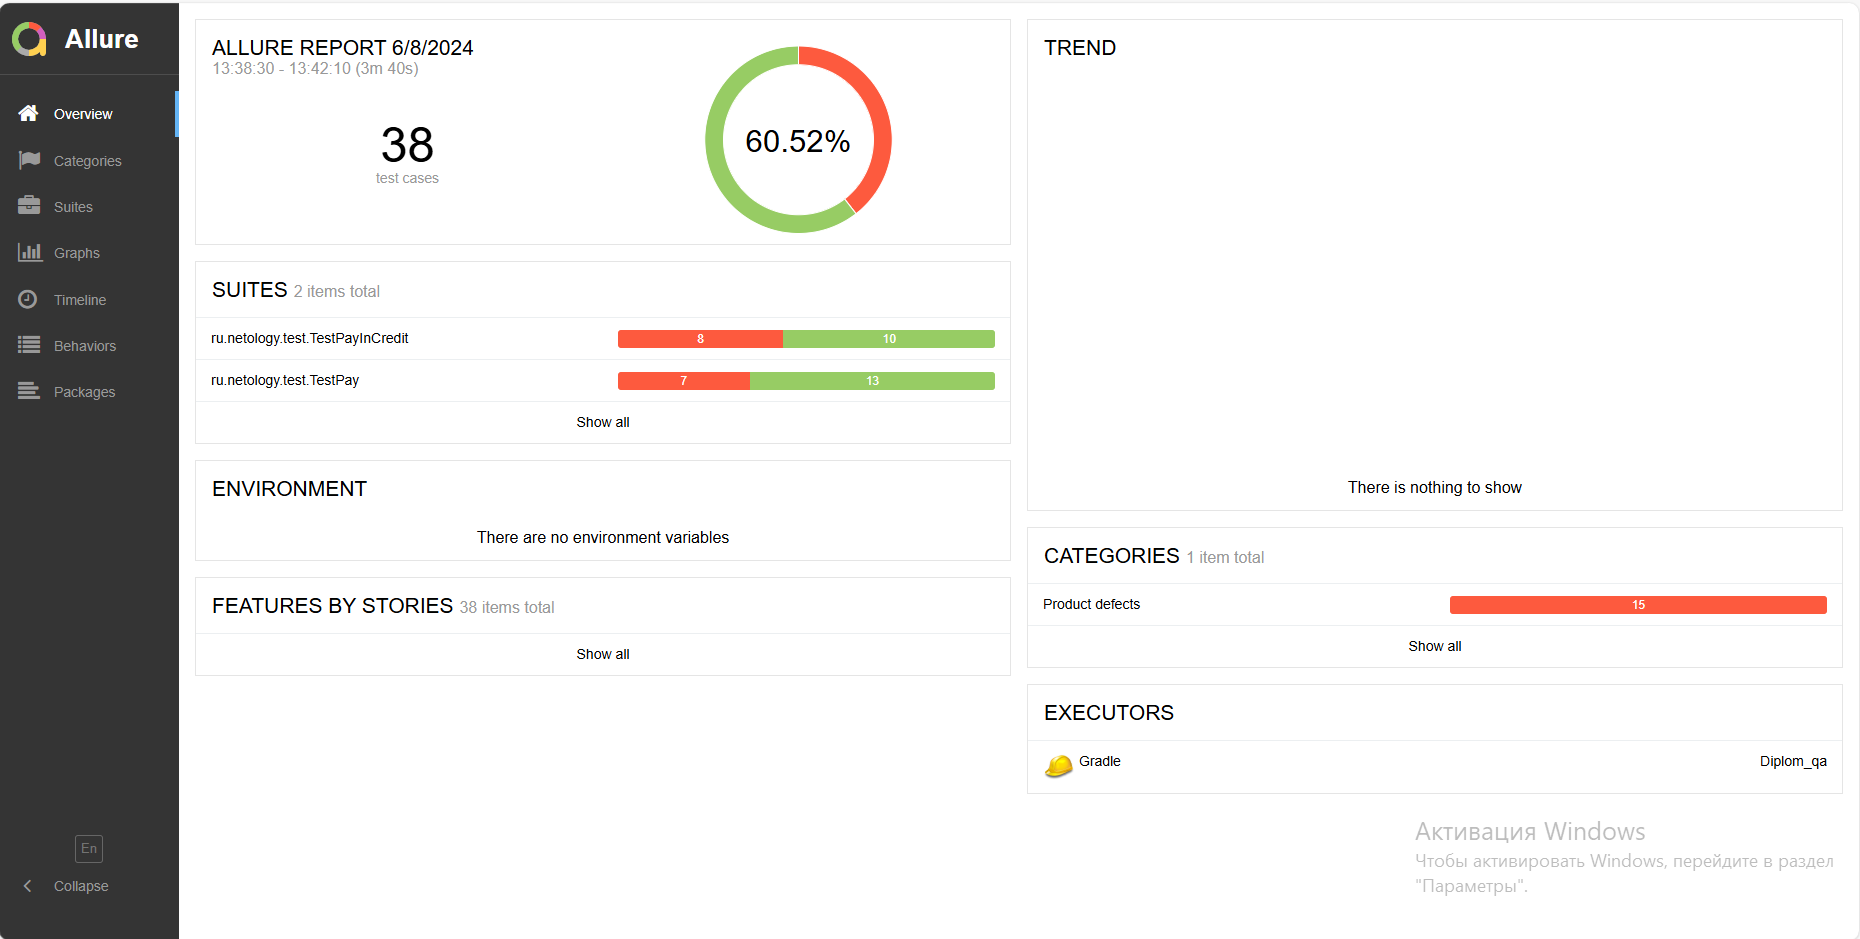 Allure
Overview
Categories
Suites
Graphs
Timeline
Behaviors
Packages
En
Collapse
ALLURE REPORT 6/8/2024
13:38:30 - 13:42:10 (3m 40s)
38
test cases
60.52%
SUITES 2 items total
ru.netology.test.TestPayInCredit 8 10
ru.netology.test.TestPay 7 13
Show all
ENVIRONMENT
There are no environment variables
FEATURES BY STORIES 38 items total
Show all
TREND
There is nothing to show
CATEGORIES 1 item total
Product defects 15
Show all
EXECUTORS
Gradle Diplom_qa
Активация Windows
Чтобы активировать Windows, перейдите в раздел
"Параметры".